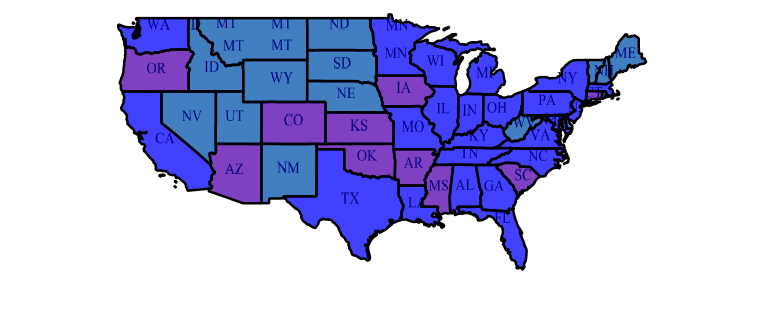 WA MT MT ND MN
MT MT MN WI ME
OR ID SD MI NY NH
WY IA
NE IL IN OH PA
NV UT CO KS MO WV
CA KY VA
TN NC
AZ NM OK AR
SC
TX MS AL GA
LA
FL